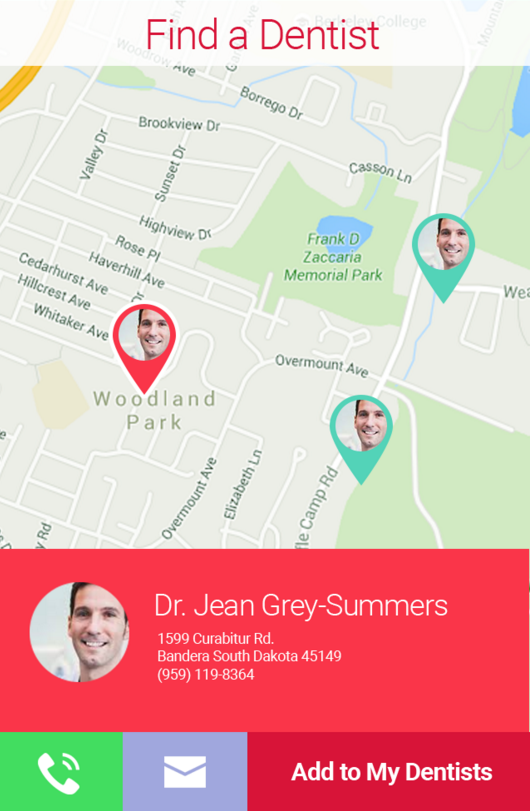 Berkeley College
Find a Dentist
Woodrow Ave
Borrego Dr
Brookview Dr
Valley Dr
Sunset Dr
Casson Ln
Highview Dr
Rose Pl
Haverhill Ave
Cedarhurst Ave
Hillcrest Ave
Whitaker Ave
Dr
Frank D
Zaccaria
Memorial Park
Wea
Overmount Ave
Woodland
Park
Overmount Ave
Elizabeth Ln
fle Camp Rd
y Rd
Dr. Jean Grey-Summers
1599 Curabitur Rd.
Bandera South Dakota 45149
(959) 119-8364
Add to My Dentists